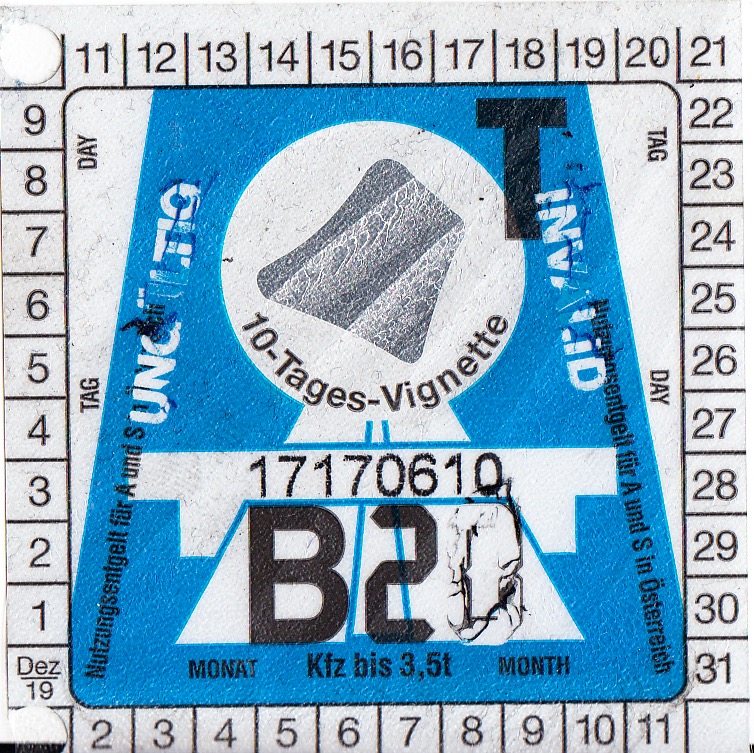 11 12 13 14 15 16 17 18 19 20 21
9 22
8 23
7 24
6 25
5 26
4 27
3 28
2 29
1 30
Dez 31
19
2 3 4 5 6 7 8 9 10 11
DAY
TAG
T
UNGÜLTIG
INVALID
10-Tages-Vignette
TAG
DAY
17170610
B2
Nutzungsentgelt für A und S
Nutzungsentgelt für A und S in Österreich
MONAT Kfz bis 3,5t MONTH